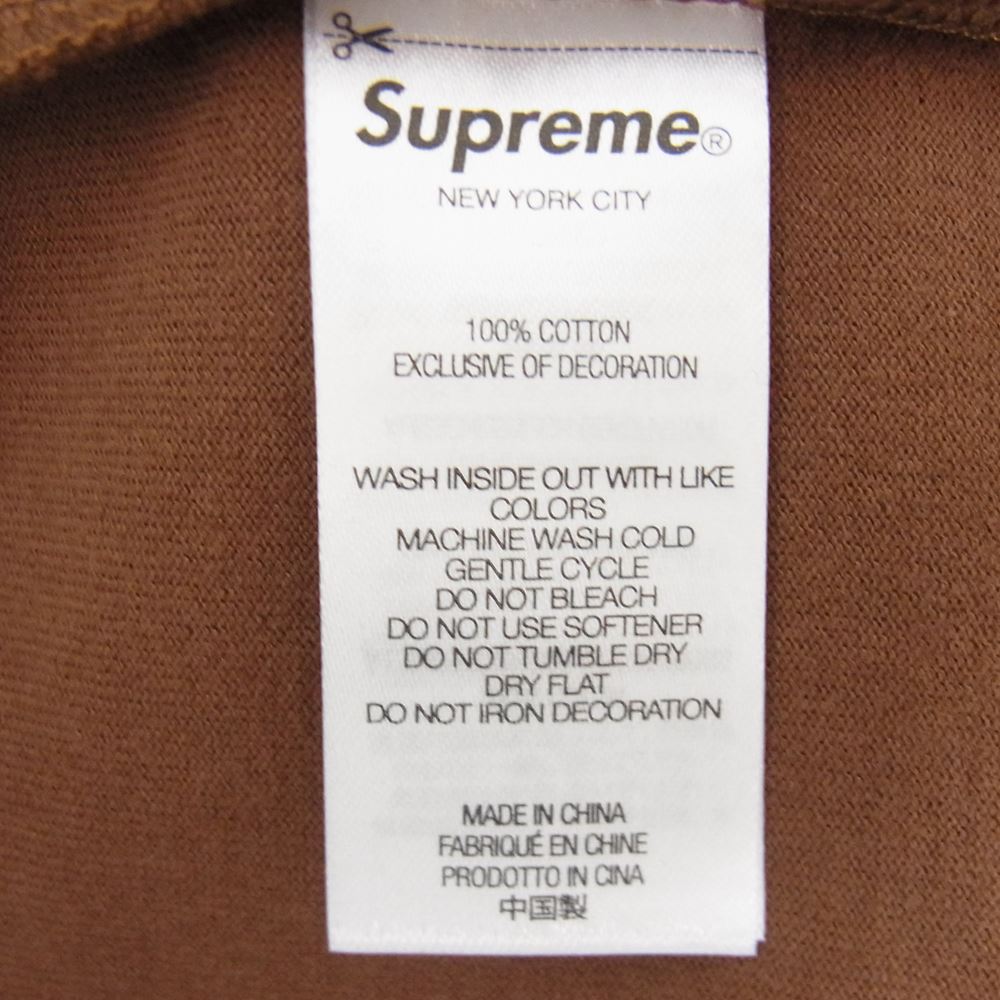 Supreme®
NEW YORK CITY
100% COTTON
EXCLUSIVE OF DECORATION
WASH INSIDE OUT WITH LIKE
COLORS
MACHINE WASH COLD
GENTLE CYCLE
DO NOT BLEACH
DO NOT USE SOFTENER
DO NOT TUMBLE DRY
DRY FLAT
DO NOT IRON DECORATION
MADE IN CHINA
FABRIQUÉ EN CHINE
PRODOTTO IN CINA
中国製